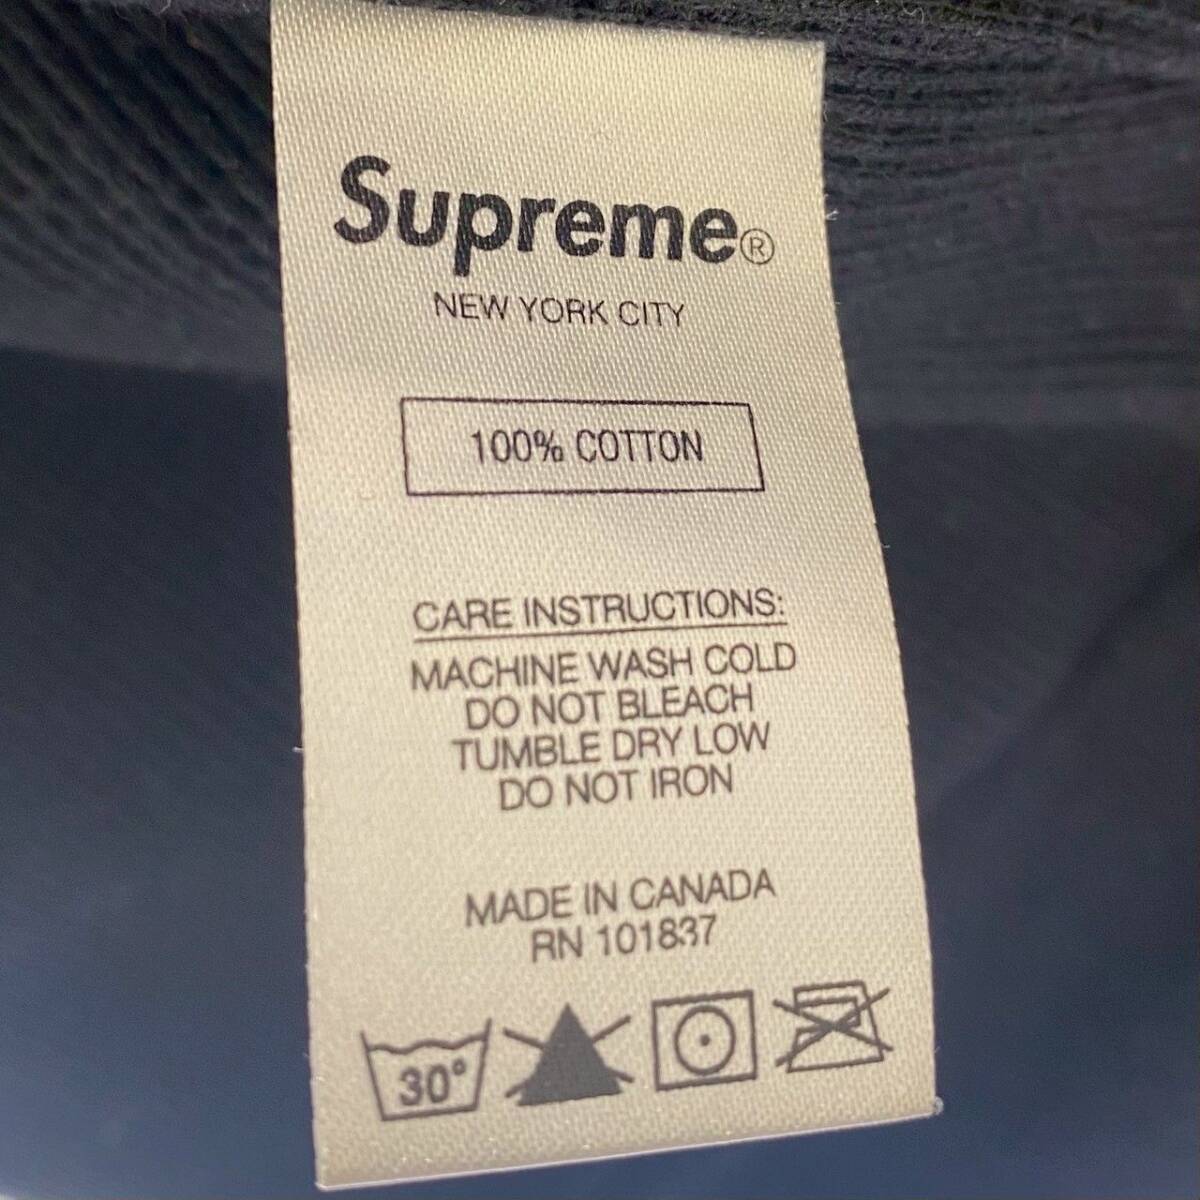 Supreme®
NEW YORK CITY
100% COTTON
CARE INSTRUCTIONS:
MACHINE WASH COLD
DO NOT BLEACH
TUMBLE DRY LOW
DO NOT IRON
MADE IN CANADA
RN 101837
30°